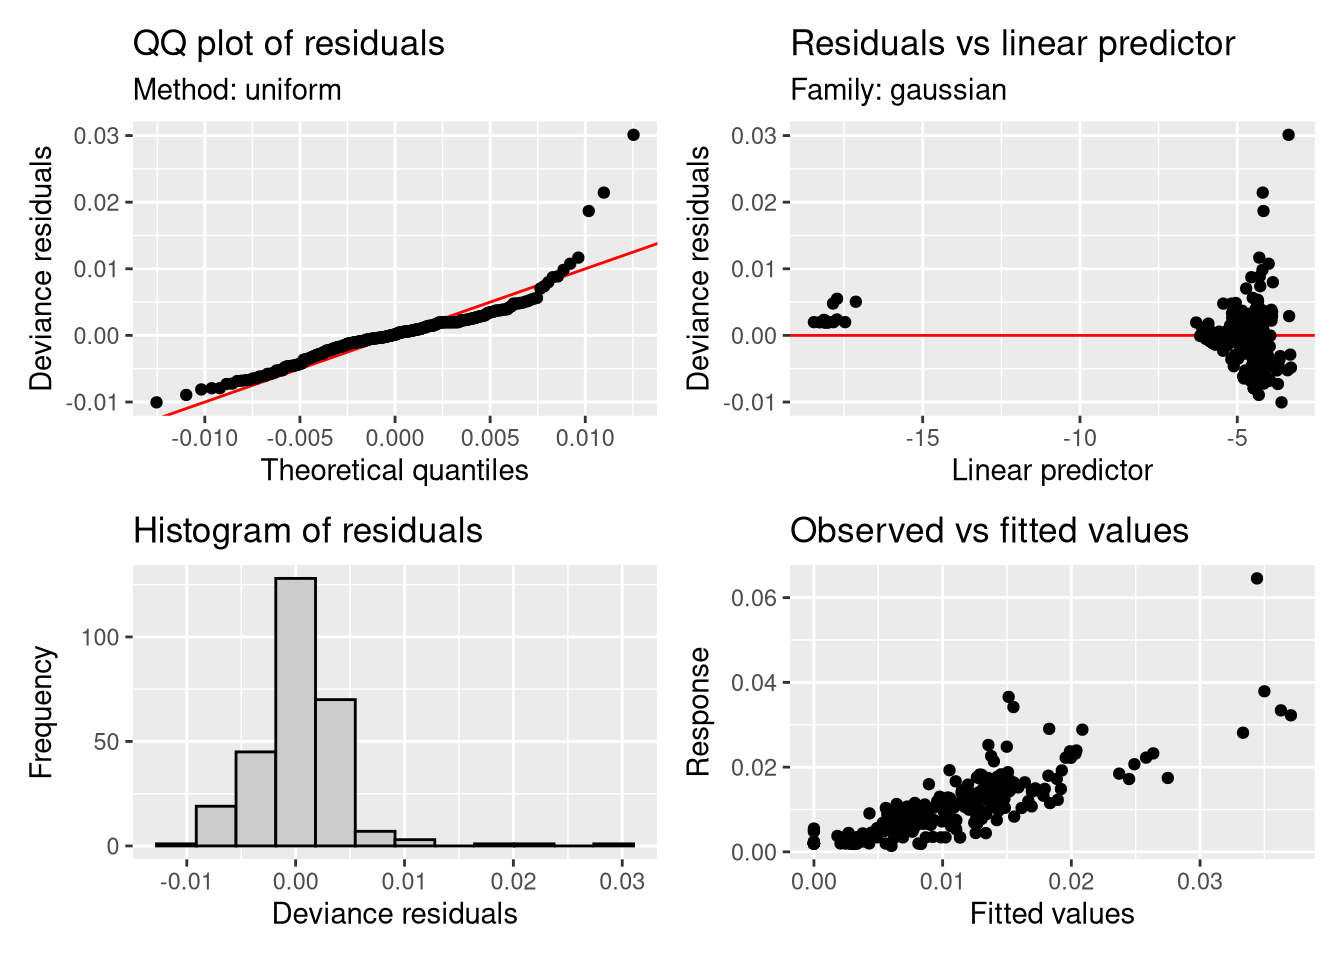 QQ plot of residuals
Method: uniform
Deviance residuals
0.03
0.02
0.01
0.00
-0.01
-0.010 -0.005 0.000 0.005 0.010
Theoretical quantiles
Residuals vs linear predictor
Family: gaussian
Deviance residuals
0.03
0.02
0.01
0.00
-0.01
-15 -10 -5
Linear predictor
Histogram of residuals
Frequency
100
50
0
-0.01 0.00 0.01 0.02 0.03
Deviance residuals
Observed vs fitted values
Response
0.06
0.04
0.02
0.00
0.00 0.01 0.02 0.03
Fitted values